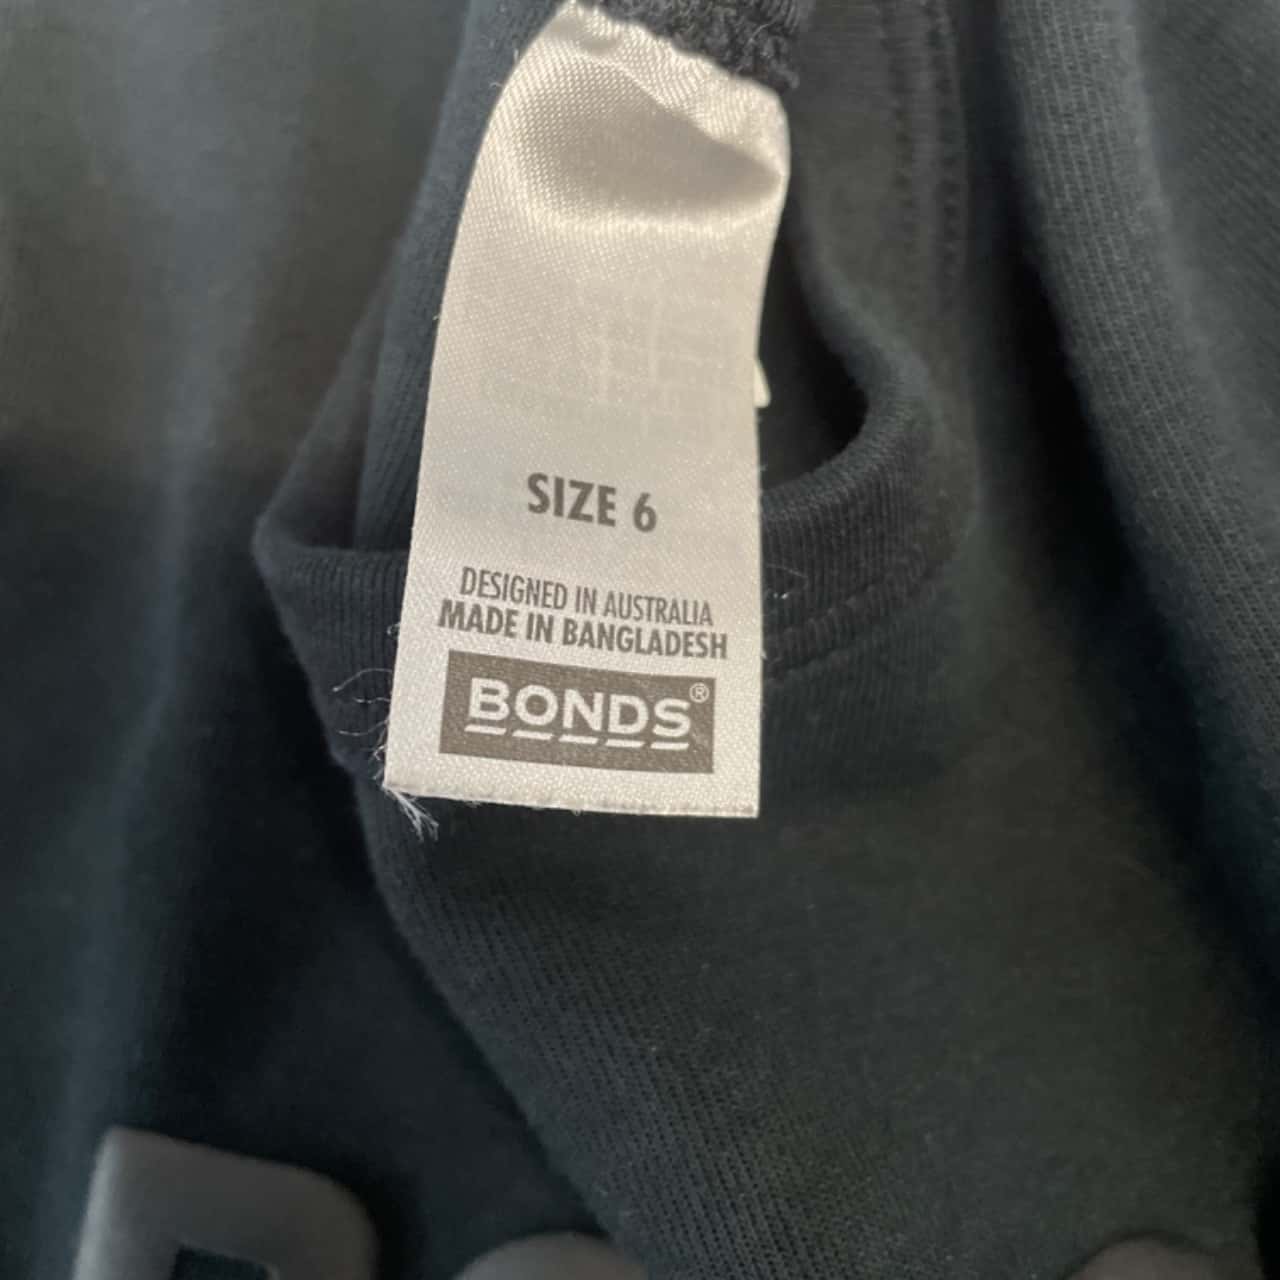 SIZE 6
DESIGNED IN AUSTRALIA
MADE IN BANGLADESH
BONDS®